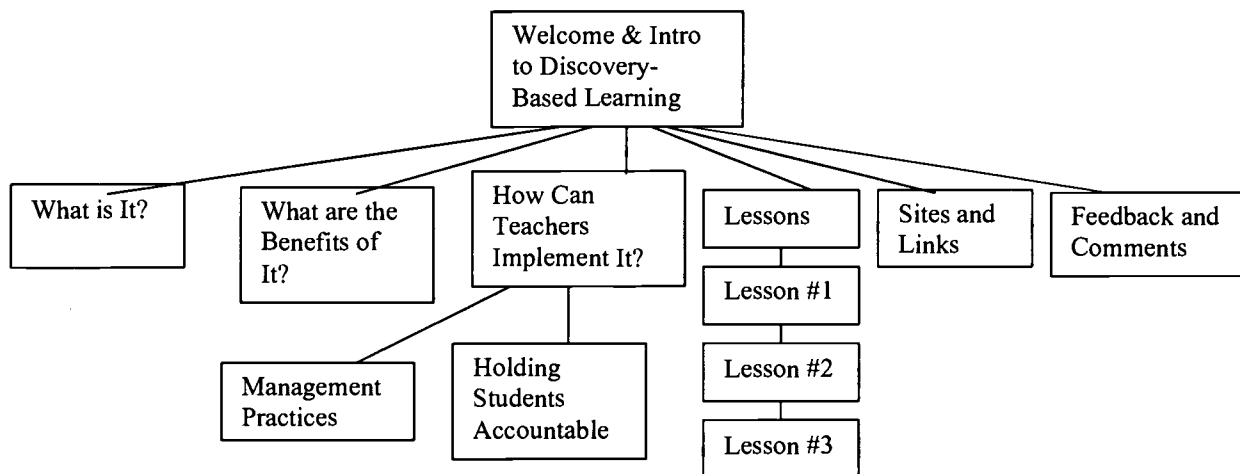 Welcome & Intro
to Discovery-
Based Learning
What is It?
What are the
Benefits of
It?
How Can
Teachers
Implement It?
Lessons
Sites and
Links
Feedback and
Comments
Lesson #1
Management
Practices
Holding
Students
Accountable
Lesson #2
Lesson #3